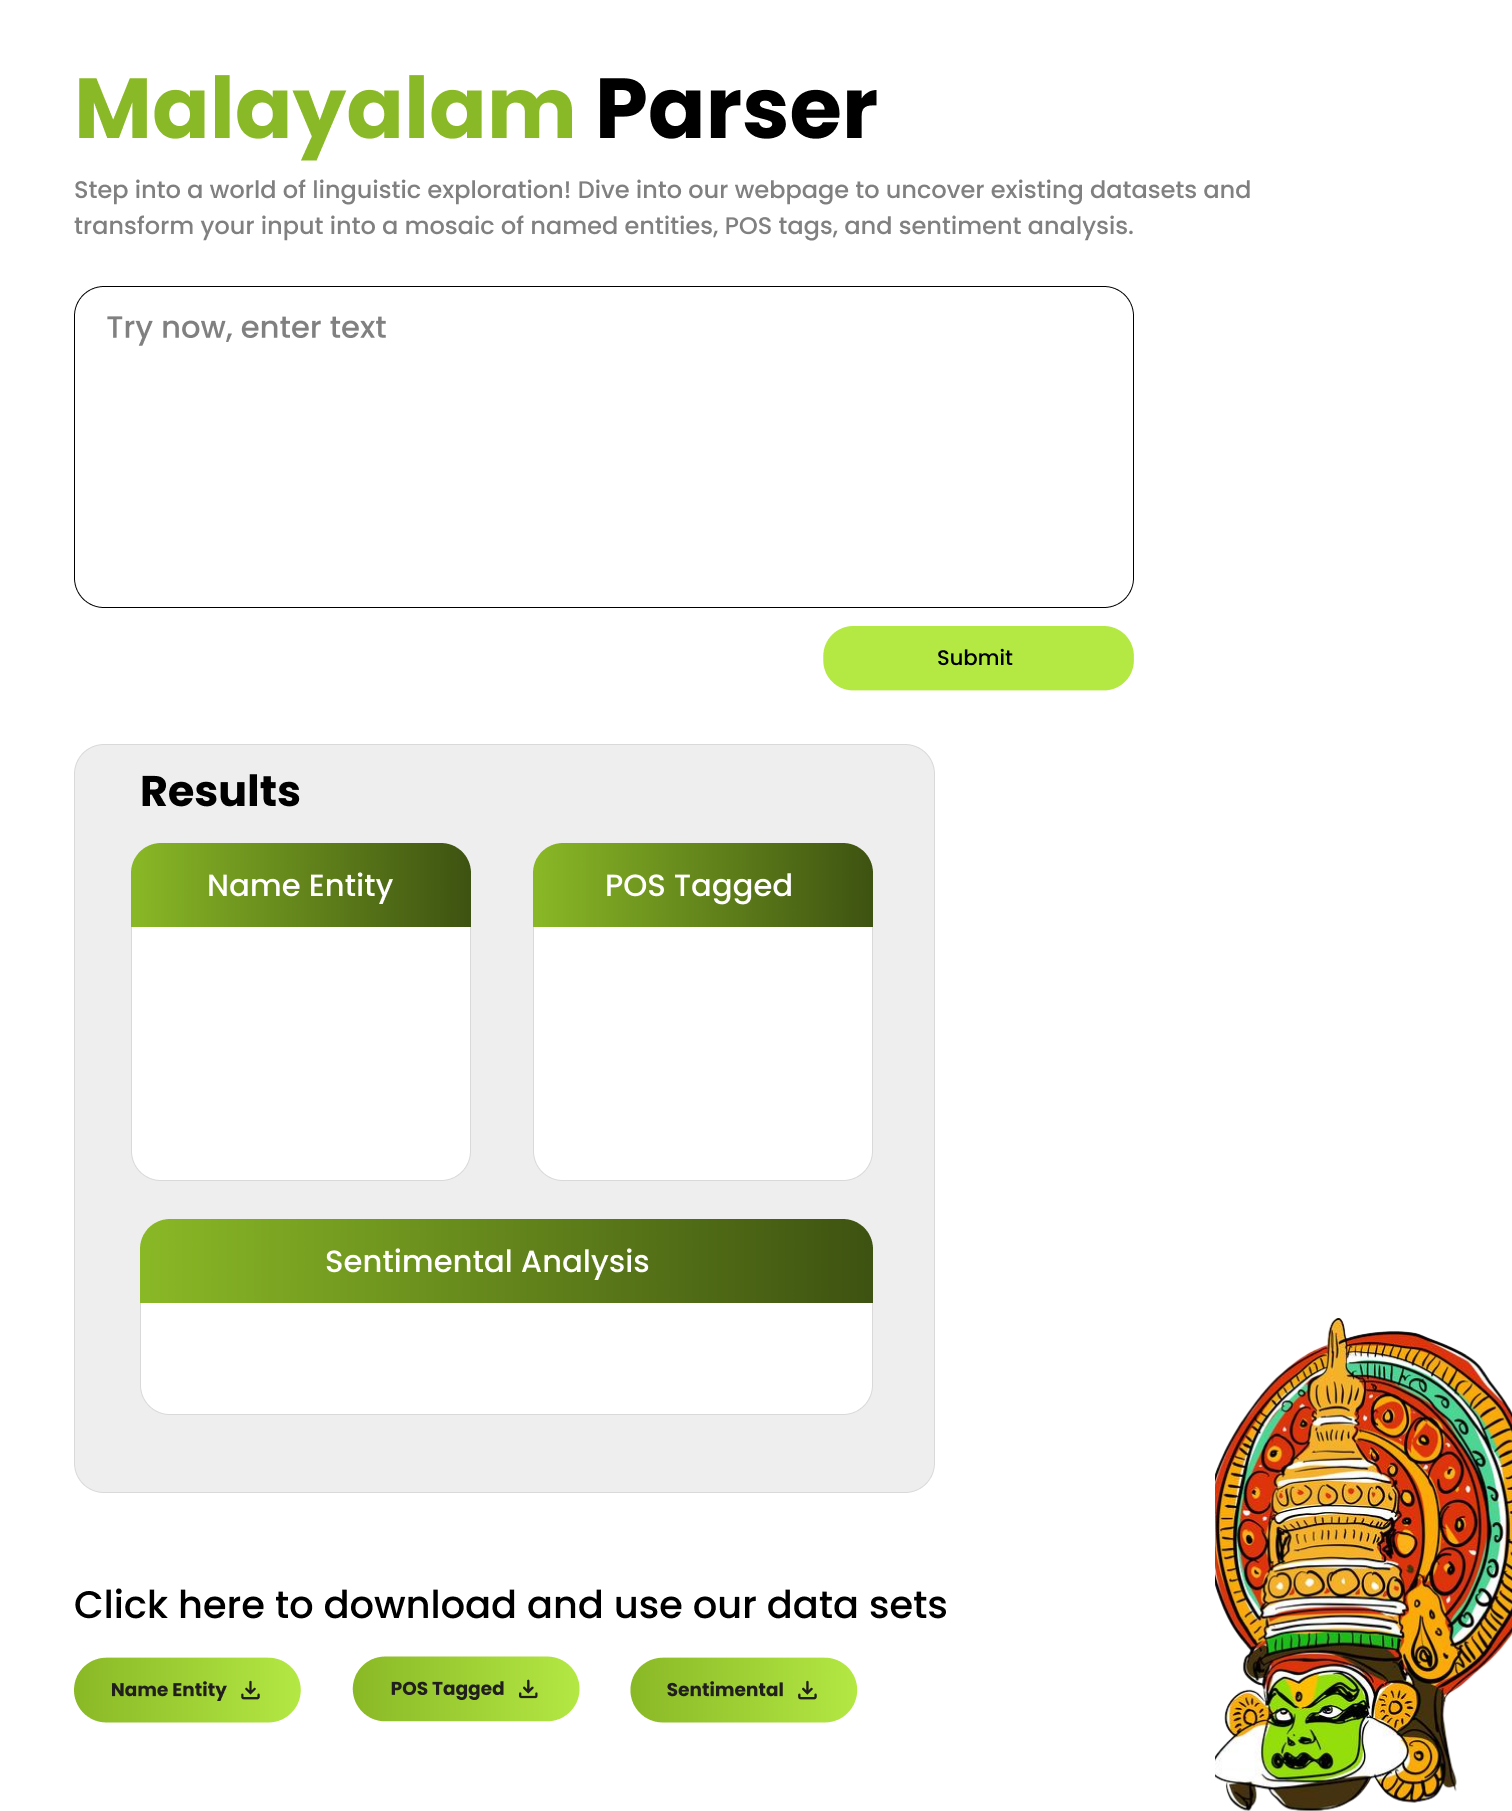 Malayalam Parser
Step into a world of linguistic exploration! Dive into our webpage to uncover existing datasets and
transform your input into a mosaic of named entities, POS tags, and sentiment analysis.
Try now, enter text
Submit
Results
Name Entity
POS Tagged
Sentimental Analysis
Click here to download and use our data sets
Name Entity
POS Tagged
Sentimental